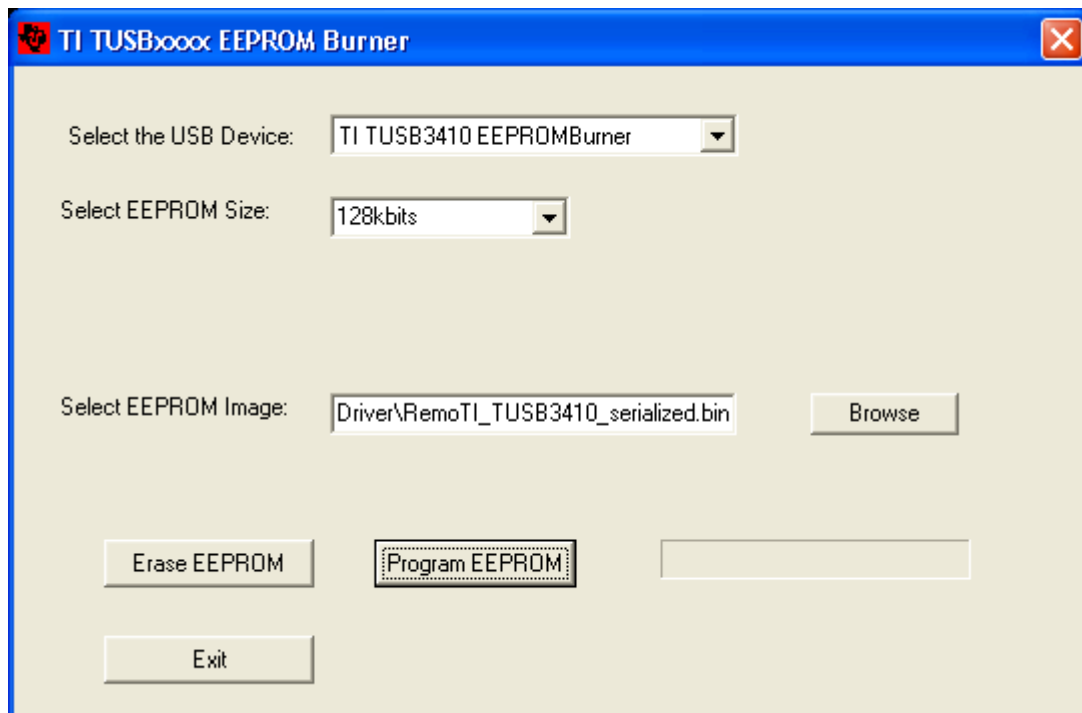 TI TUSBxxxx EEPROM Burner
Select the USB Device: TI TUSB3410 EEPROMBurner
Select EEPROM Size: 128kbits
Select EEPROM Image: Driver\RemoTI_TUSB3410_serialized.bin Browse
Erase EEPROM Program EEPROM
Exit